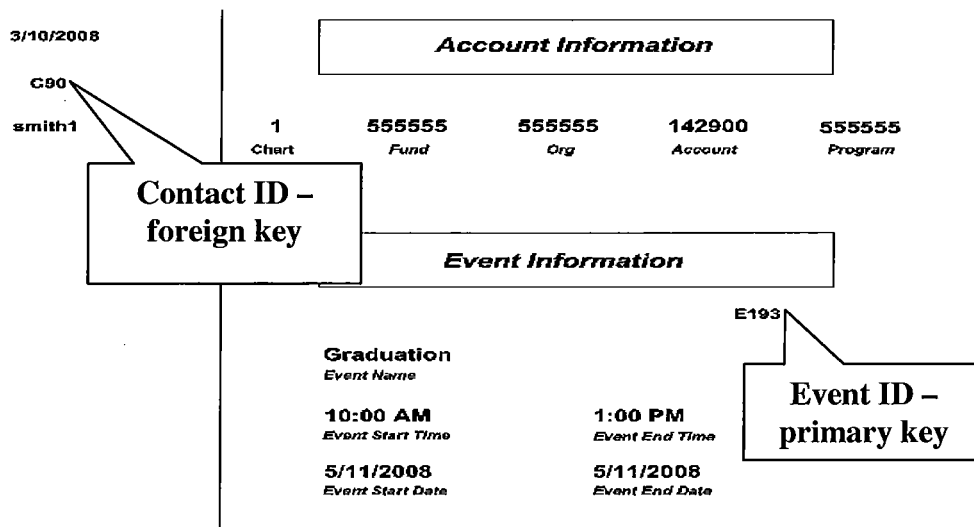 3/10/2008
Account Information
C90
smith1
1 555555 555555 142900 555555
Chart Fund Org Account Program
Contact ID –
foreign key
Event Information
E193
Graduation
Event Name
Event ID –
primary key
10:00 AM 1:00 PM
Event Start Time Event End Time
5/11/2008 5/11/2008
Event Start Date Event End Date